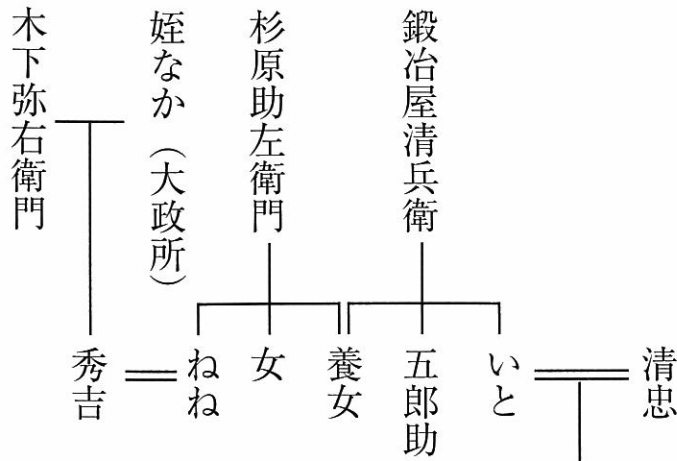 鍛冶屋清兵衛
杉原助左衛門
姪なか（大政所）
木下弥右衛門
清忠
いと
五郎助
養女
女
ねね
秀吉